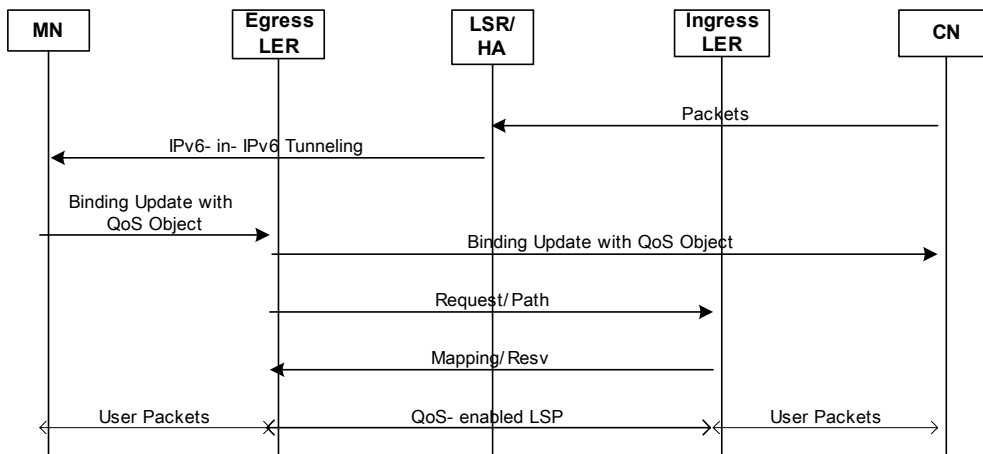 MN
Egress
LER
LSR/
HA
Ingress
LER
CN
Packets
IPv6- in- IPv6 Tunneling
Binding Update with
QoS Object
Binding Update with QoS Object
Request/Path
Mapping/Resv
User Packets
QoS- enabled LSP
User Packets